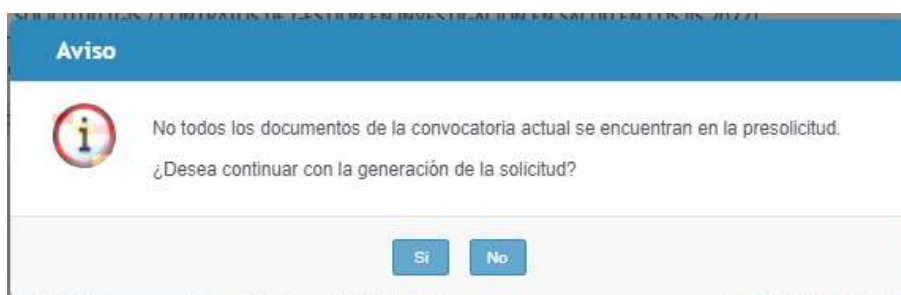 Aviso
No todos los documentos de la convocatoria actual se encuentran en la presolicitud.
¿Desea continuar con la generación de la solicitud?
Si
No